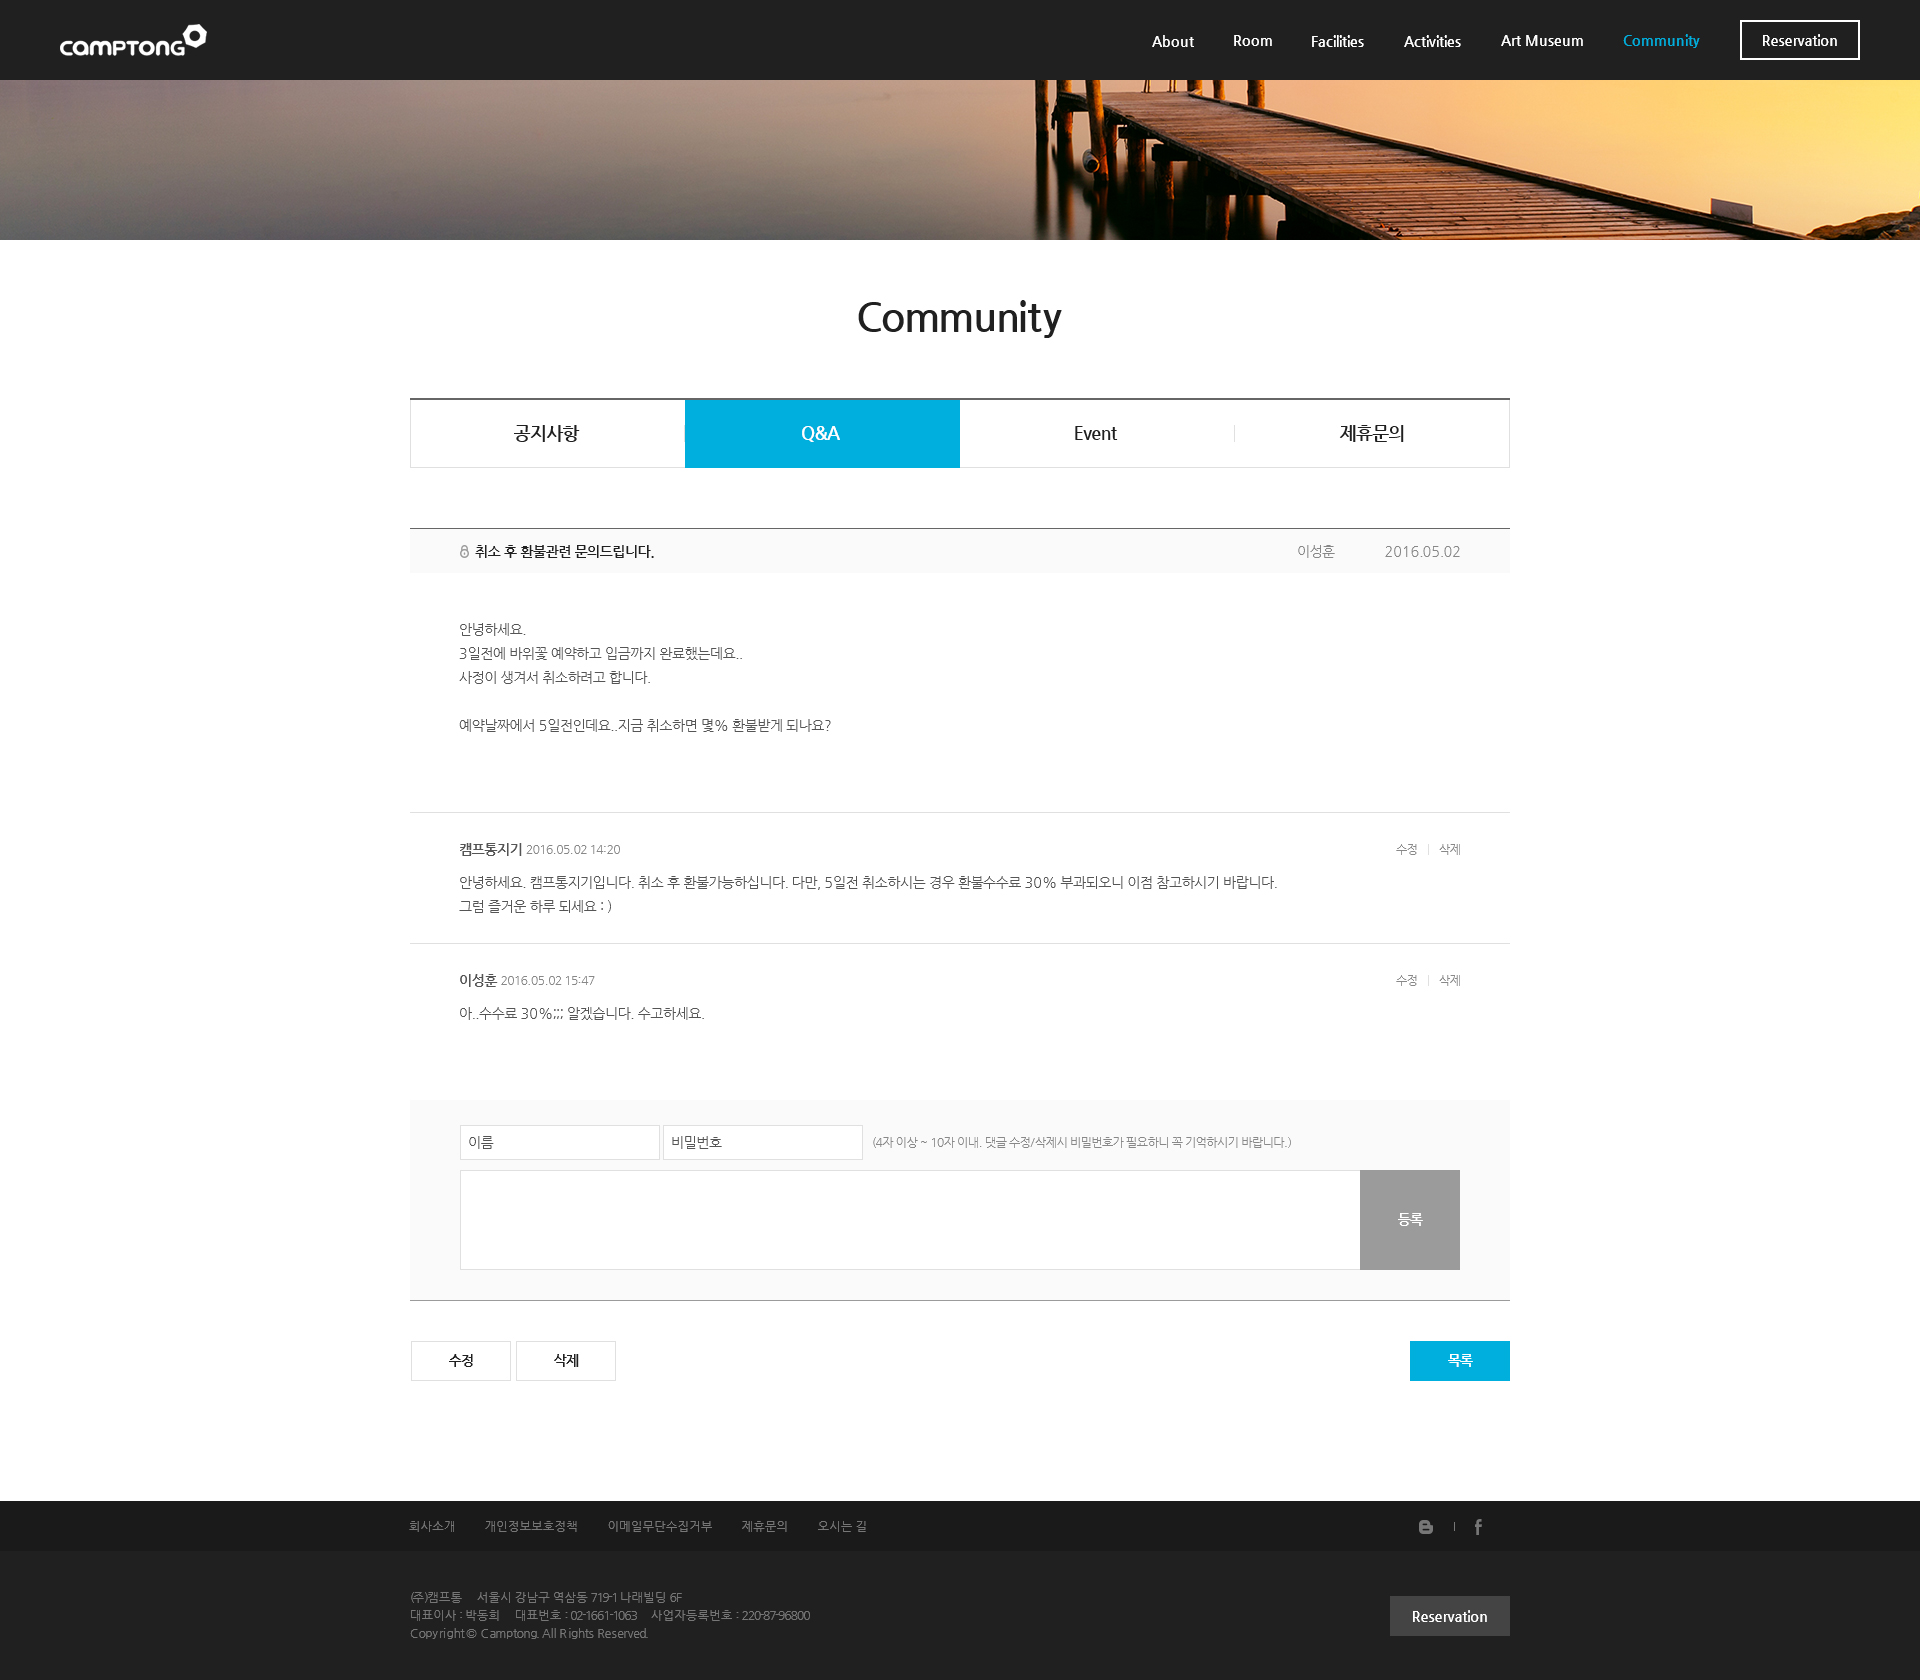 camptong
About Room Facilities Activities Art Museum Community Reservation
Community
공지사항 Q&A Event 제휴문의
취소 후 환불관련 문의드립니다. 이성훈 2016.05.02
안녕하세요.
3일전에 바위꽃 예약하고 입금까지 완료했는데요..
사정이 생겨서 취소하려고 합니다.
예약날짜에서 5일전인데요..지금 취소하면 몇% 환불받게 되나요?
캠프통지기 2016.05.02 14:20 수정 | 삭제
안녕하세요. 캠프통지기입니다. 취소 후 환불가능하십니다. 다만, 5일전 취소하시는 경우 환불수수료 30% 부과되오니 이점 참고하시기 바랍니다.
그럼 즐거운 하루 되세요 : )
이성훈 2016.05.02 15:47 수정 | 삭제
아..수수료 30%;;; 알겠습니다. 수고하세요.
이름 비밀번호 (4자 이상 ~ 10자 이내. 댓글 수정/삭제시 비밀번호가 필요하니 꼭 기억하시기 바랍니다.)
등록
수정 삭제 목록
회사소개 개인정보보호정책 이메일무단수집거부 제휴문의 오시는 길
(주)캠프통 서울시 강남구 역삼동 719-1 나래빌딩 6F
대표이사 : 박동희 대표번호 : 02-1661-1063 사업자등록번호 : 220-87-96800
Copyright © Camptong. All Rights Reserved.
Reservation